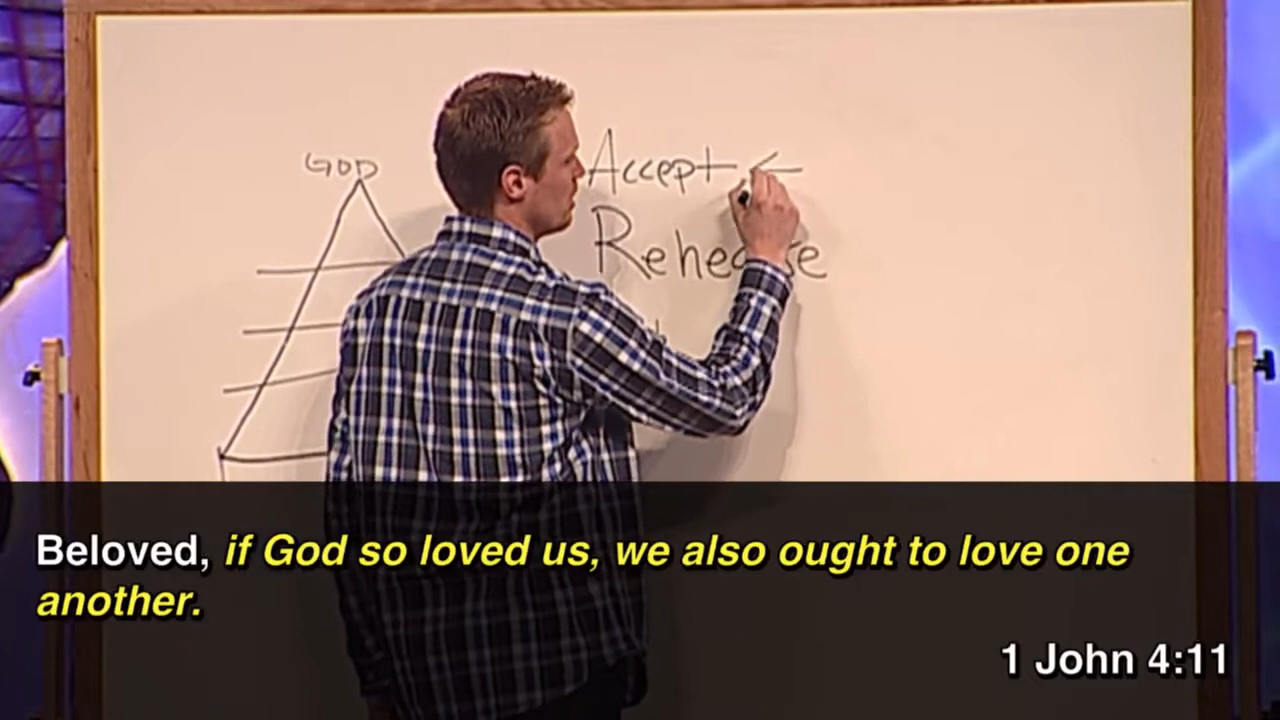 GOD
Accept ←
Rehearse
Beloved, if God so loved us, we also ought to love one
another.
1 John 4:11